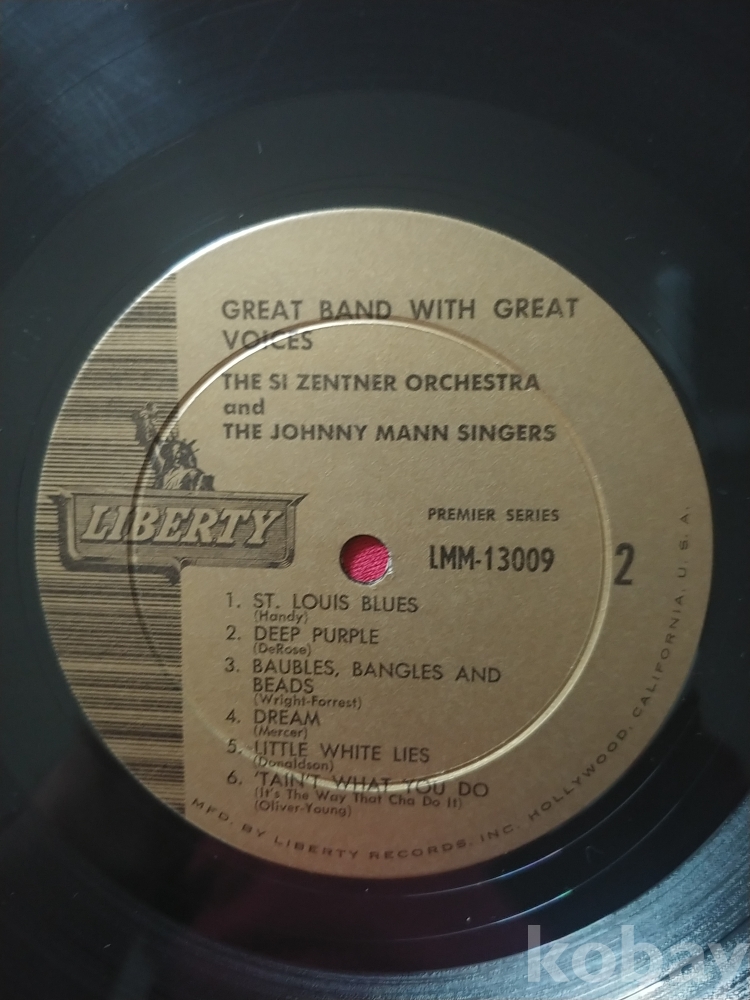 GREAT BAND WITH GREAT
VOICES
THE SI ZENTNER ORCHESTRA
and
THE JOHNNY MANN SINGERS
LIBERTY
PREMIER SERIES
LMM-13009
2
1. ST. LOUIS BLUES
(Handy)
2. DEEP PURPLE
(DeRose)
3. BAUBLES, BANGLES AND
BEADS
(Wright-Forrest)
4. DREAM
(Mercer)
5. LITTLE WHITE LIES
(Donaldson)
6. 'TAIN'T WHAT YOU DO
(It's The Way That Cha Do It)
(Oliver-Young)
MFD. BY LIBERTY RECORDS, INC. HOLLYWOOD, CALIFORNIA, U. S. A.
kobay